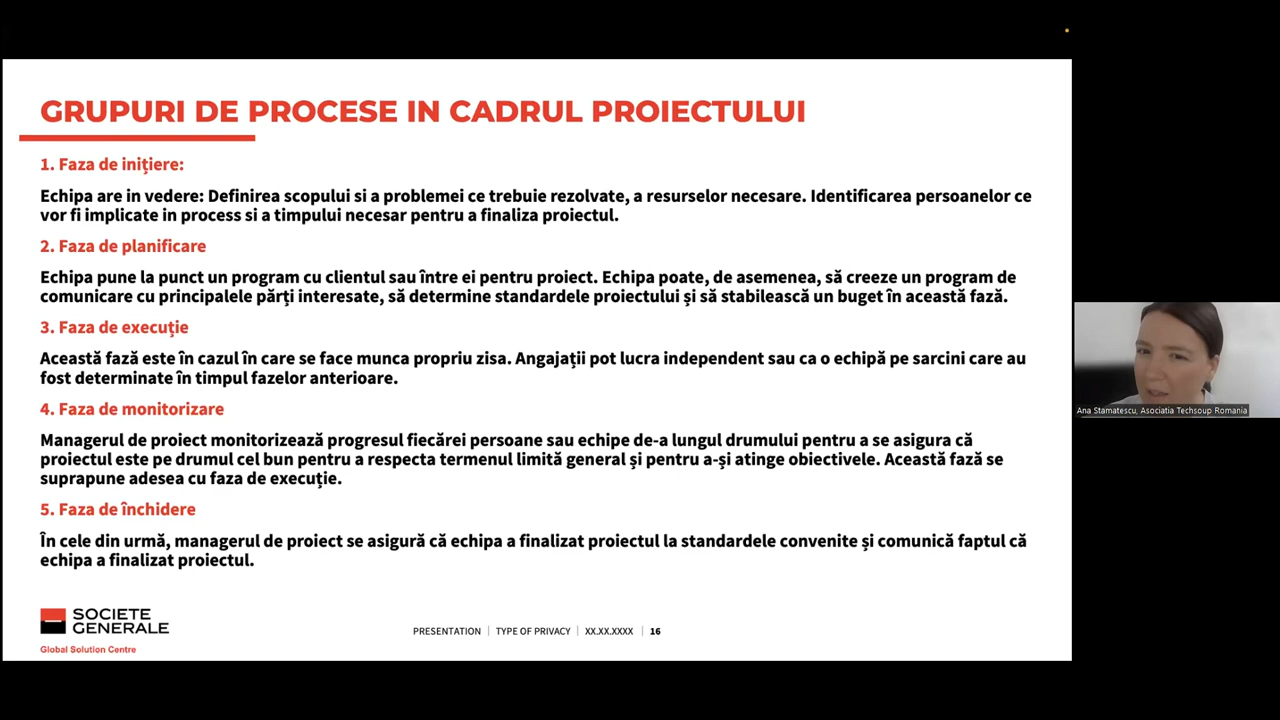 GRUPURI DE PROCESE IN CADRUL PROIECTULUI
1. Faza de inițiere:
Echipa are in vedere: Definirea scopului si a problemei ce trebuie rezolvate, a resurselor necesare. Identificarea persoanelor ce
vor fi implicate in process si a timpului necesar pentru a finaliza proiectul.
2. Faza de planificare
Echipa pune la punct un program cu clientul sau între ei pentru proiect. Echipa poate, de asemenea, să creeze un program de
comunicare cu principalele părți interesate, să determine standardele proiectului și să stabilească un buget în această fază.
3. Faza de execuție
Această fază este în cazul în care se face munca propriu zisa. Angajații pot lucra independent sau ca o echipă pe sarcini care au
fost determinate în timpul fazelor anterioare.
4. Faza de monitorizare
Managerul de proiect monitorizează progresul fiecărei persoane sau echipe de-a lungul drumului pentru a se asigura că
proiectul este pe drumul cel bun pentru a respecta termenul limită general și pentru a-și atinge obiectivele. Această fază se
suprapune adesea cu faza de execuție.
5. Faza de închidere
În cele din urmă, managerul de proiect se asigură că echipa a finalizat proiectul la standardele convenite și comunică faptul că
echipa a finalizat proiectul.
SOCIETE
GENERALE
Global Solution Centre
PRESENTATION | TYPE OF PRIVACY | XX.XX.XXXX | 16
Ana Stamatescu, Asociatia Techsoup Romania